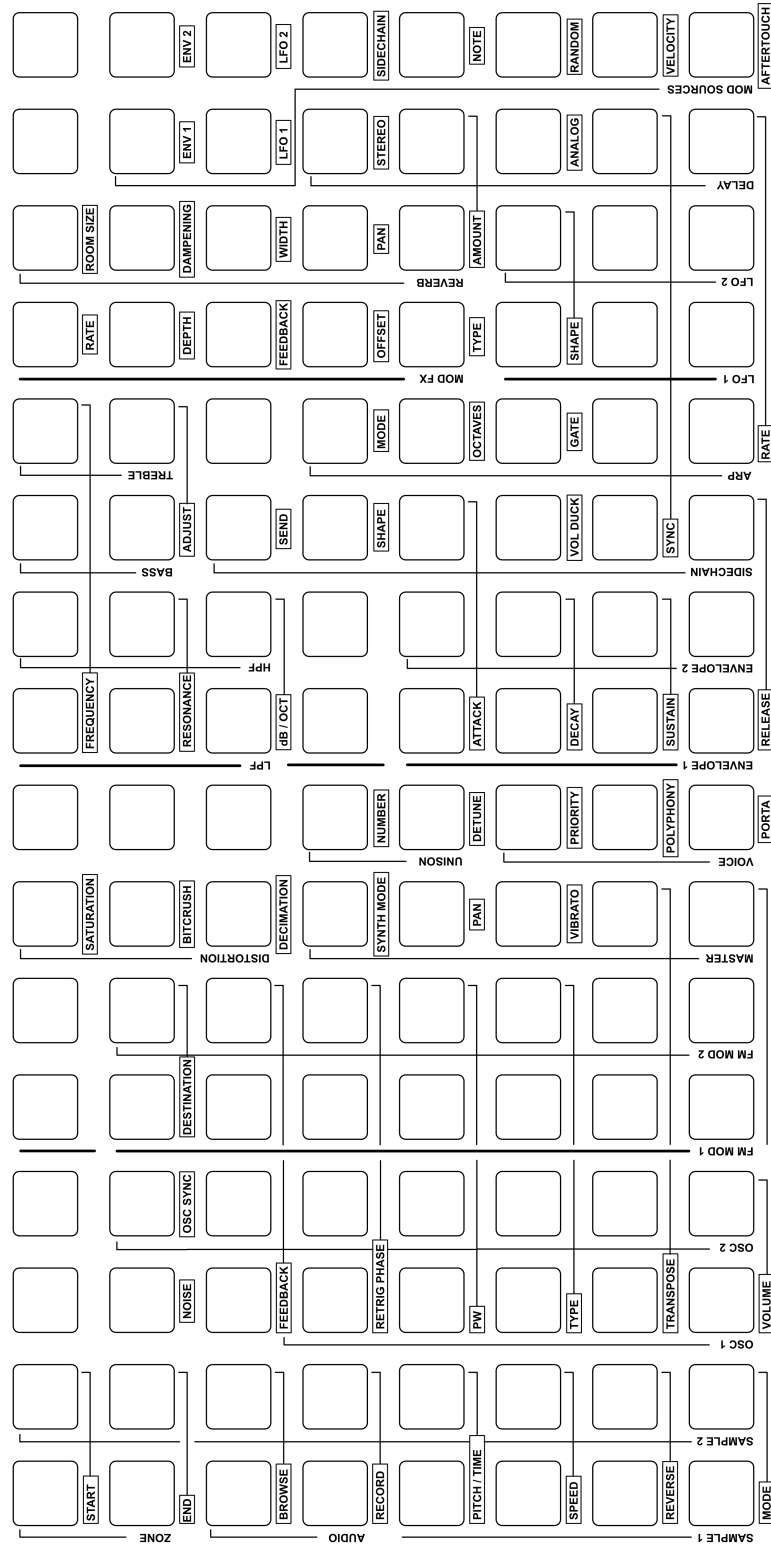 START
SATURATION
FREQUENCY
RATE
ROOM SIZE
ZONE
BASS
TREBLE
END
NOISE
OSC SYNC
DESTINATION
BITCRUSH
RESONANCE
ADJUST
DEPTH
DAMPENING
ENV 1
ENV 2
DISTORTION
LPF
HPF
BROWSE
FEEDBACK
DECIMATION
dB / OCT
SEND
FEEDBACK
WIDTH
LFO 1
LFO 2
AUDIO
RECORD
RETRIG PHASE
SYNTH MODE
NUMBER
SHAPE
MODE
OFFSET
PAN
STEREO
SIDECHAIN
UNISON
MOD FX
REVERB
PITCH / TIME
PW
PAN
DETUNE
ATTACK
OCTAVES
TYPE
AMOUNT
NOTE
SPEED
TYPE
VIBRATO
PRIORITY
DECAY
VOL DUCK
GATE
SHAPE
ANALOG
RANDOM
REVERSE
TRANSPOSE
POLYPHONY
SUSTAIN
SYNC
VELOCITY
SAMPLE 1
SAMPLE 2
OSC 1
OSC 2
FM MOD 1
FM MOD 2
MASTER
VOICE
ENVELOPE 1
ENVELOPE 2
SIDECHAIN
ARP
LFO 1
LFO 2
DELAY
MOD SOURCES
MODE
VOLUME
PORTA
RELEASE
RATE
AFTERTOUCH